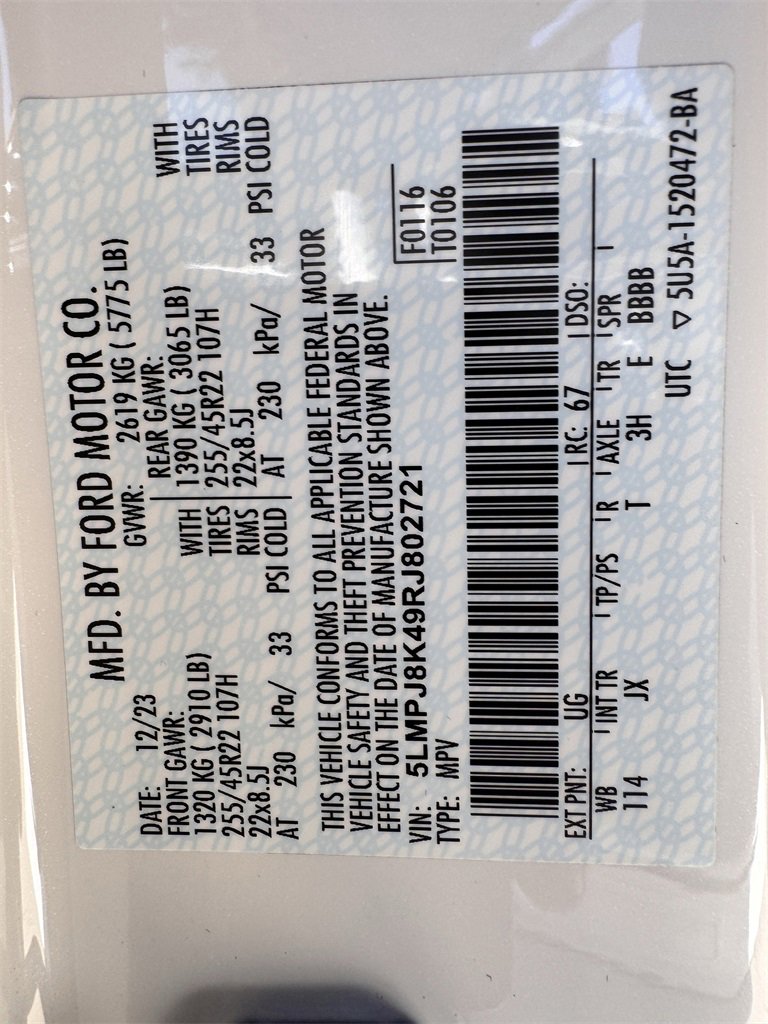 MFD. BY FORD MOTOR CO.
DATE: 12/23 GVWR: 2619 KG ( 5775 LB)
FRONT GAWR: REAR GAWR:
1320 KG ( 2910 LB) WITH 1390 KG ( 3065 LB) WITH
255/45R22 107H TIRES 255/45R22 107H TIRES
22x8.5J RIMS 22x8.5J RIMS
AT 230 kPa/ 33 PSI COLD AT 230 kPa/ 33 PSI COLD
THIS VEHICLE CONFORMS TO ALL APPLICABLE FEDERAL MOTOR
VEHICLE SAFETY AND THEFT PREVENTION STANDARDS IN
EFFECT ON THE DATE OF MANUFACTURE SHOWN ABOVE.
VIN: 5LMPJ8K49RJ802721 F0116
TYPE: MPV T0106
EXT PNT: UG RC: 67 DSO:
WB INT TR TP/PS R AXLE TR SPR
114 JX T 3H E BBBB
UTC ▽ 5U5A-1520472-BA